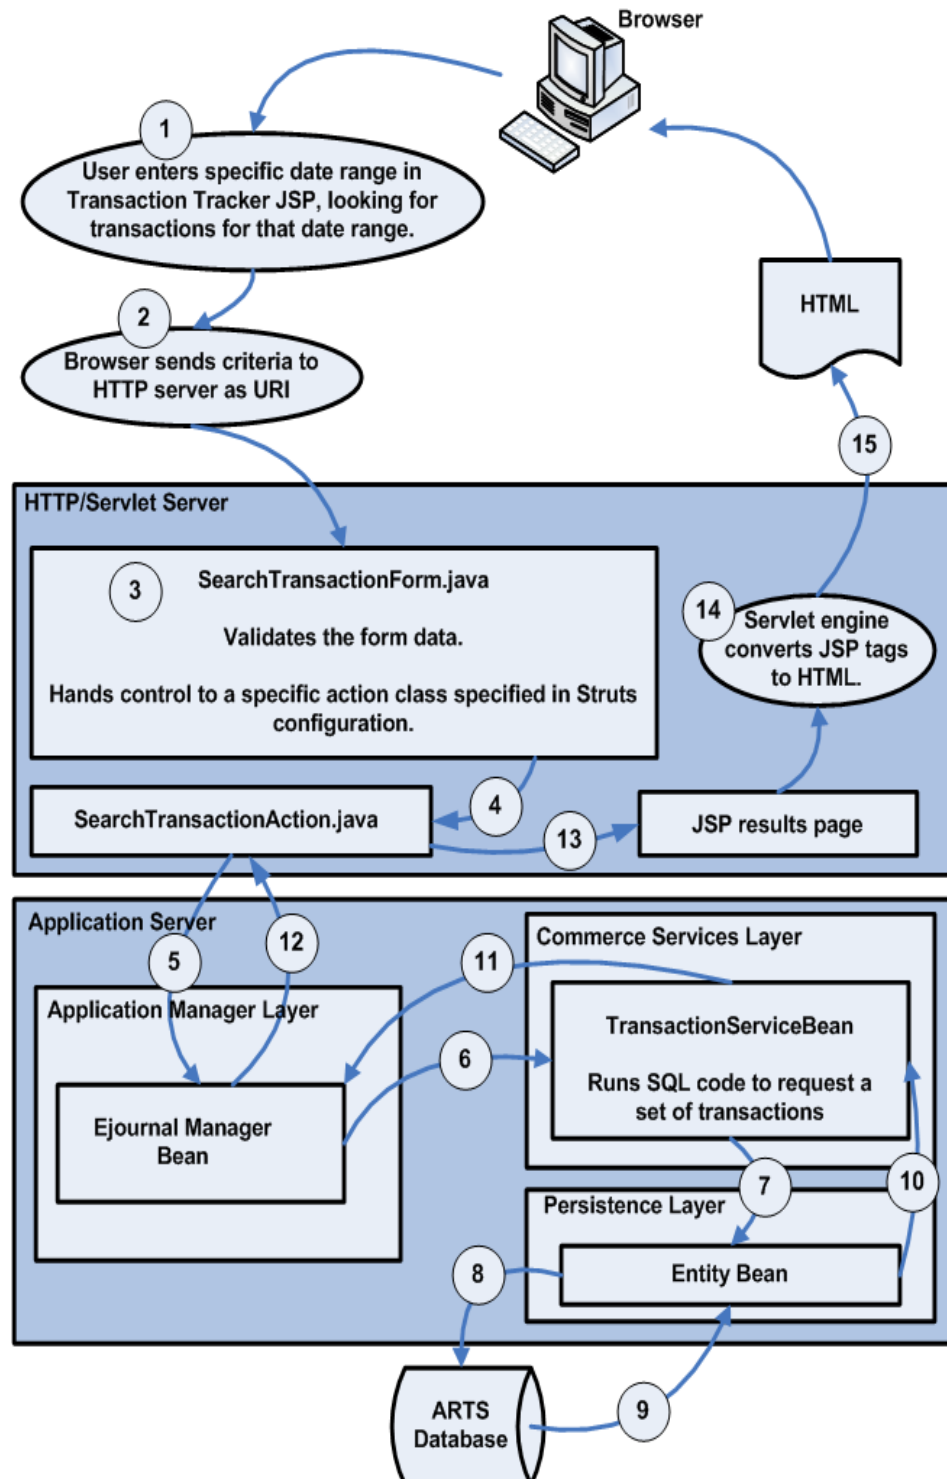 Browser
1
User enters specific date range in
Transaction Tracker JSP, looking for
transactions for that date range.
2
Browser sends criteria to
HTTP server as URI
HTML
15
HTTP/Servlet Server
3
SearchTransactionForm.java
Validates the form data.
Hands control to a specific action class specified in Struts
configuration.
14
Servlet engine
converts JSP tags
to HTML.
4
SearchTransactionAction.java
13
JSP results page
Application Server
5
12
Application Manager Layer
Ejournal Manager
Bean
11
6
Commerce Services Layer
TransactionServiceBean
Runs SQL code to request a
set of transactions
7
10
Persistence Layer
Entity Bean
8
9
ARTS
Database